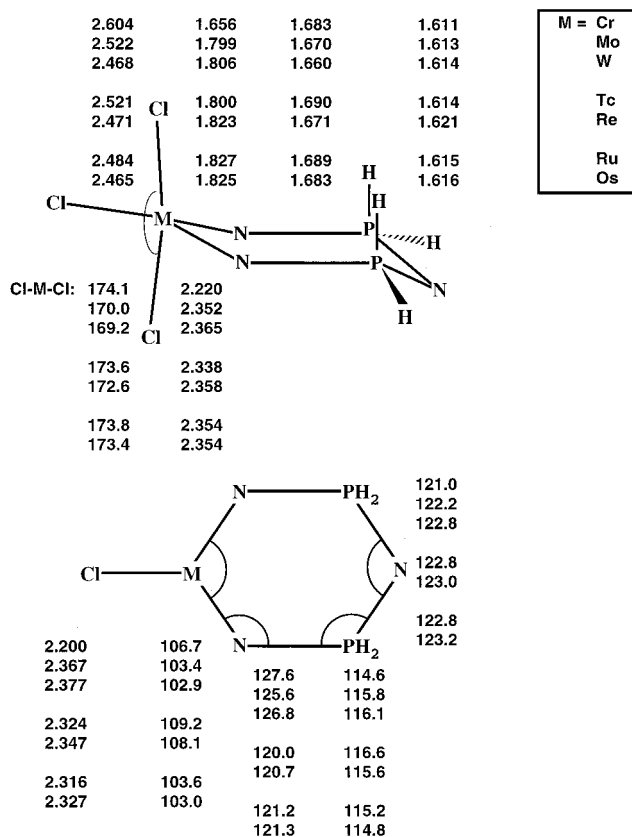 2.604 1.656 1.683 1.611 M = Cr
2.522 1.799 1.670 1.613 Mo
2.468 1.806 1.660 1.614 W
2.521 1.800 1.690 1.614 Tc
2.471 1.823 1.671 1.621 Re
Cl
2.484 1.827 1.689 1.615 Ru
2.465 1.825 1.683 1.616 Os
H
H
Cl
M N P H
N P
Cl-M-Cl: 174.1 2.220 N
170.0 2.352 H
169.2 Cl 2.365
173.6 2.338
172.6 2.358
173.8 2.354
173.4 2.354
N PH2 121.0
122.2
122.8
Cl M N 122.8
123.0
122.8
123.2
2.200 106.7 N PH2
2.367 103.4
2.377 102.9
127.6 114.6
125.6 115.8
126.8 116.1
2.324 109.2
2.347 108.1
120.0 116.6
120.7 115.6
2.316 103.6
2.327 103.0
121.2 115.2
121.3 114.8